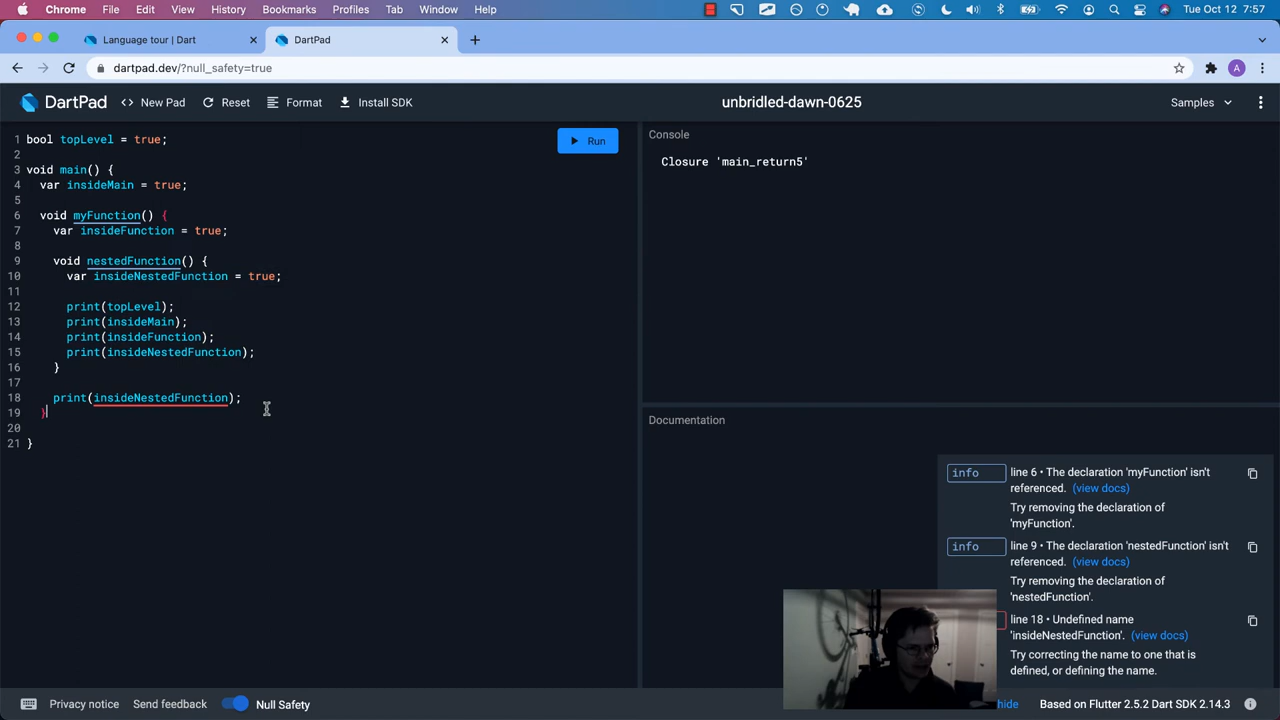 Chrome File Edit View History Bookmarks Profiles Tab Window Help Tue Oct 12 7:57
Language tour | Dart DartPad
dartpad.dev/?null_safety=true A
DartPad <> New Pad Reset Format Install SDK unbridled-dawn-0625 Samples
Run
Console
Closure 'main_return5'
1 bool topLevel = true;
2
3 void main() {
4 var insideMain = true;
5
6 void myFunction() {
7 var insideFunction = true;
8
9 void nestedFunction() {
10 var insideNestedFunction = true;
11
12 print(topLevel);
13 print(insideMain);
14 print(insideFunction);
15 print(insideNestedFunction);
16 }
17
18 print(insideNestedFunction);
19 }
20
21 }
Documentation
info line 6 • The declaration 'myFunction' isn't
referenced. (view docs)
Try removing the declaration of
'myFunction'.
info line 9 • The declaration 'nestedFunction' isn't
referenced. (view docs)
Try removing the declaration of
'nestedFunction'.
line 18 • Undefined name
'insideNestedFunction'. (view docs)
Try correcting the name to one that is
defined, or defining the name.
Privacy notice Send feedback Null Safety hide Based on Flutter 2.5.2 Dart SDK 2.14.3